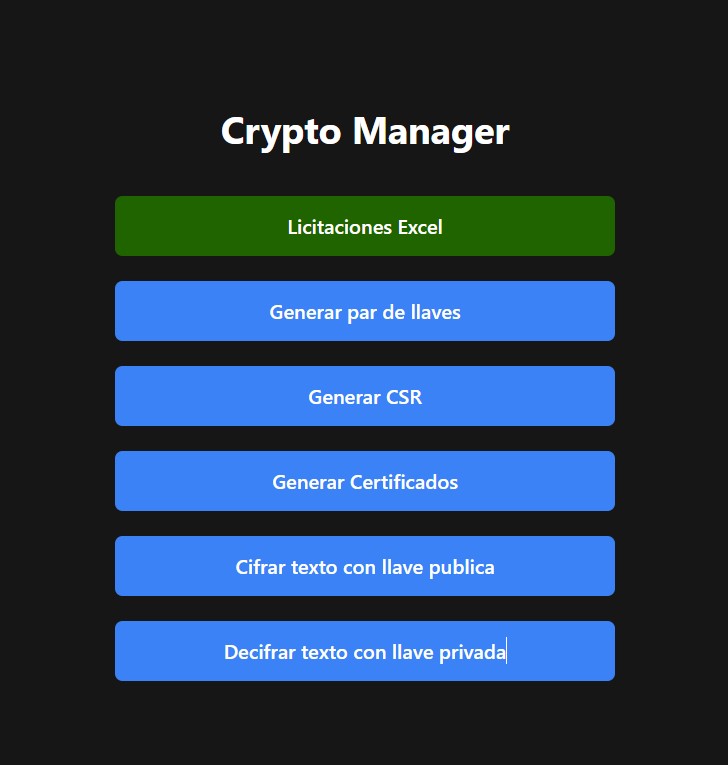 Crypto Manager
Licitaciones Excel
Generar par de llaves
Generar CSR
Generar Certificados
Cifrar texto con llave publica
Decifrar texto con llave privada